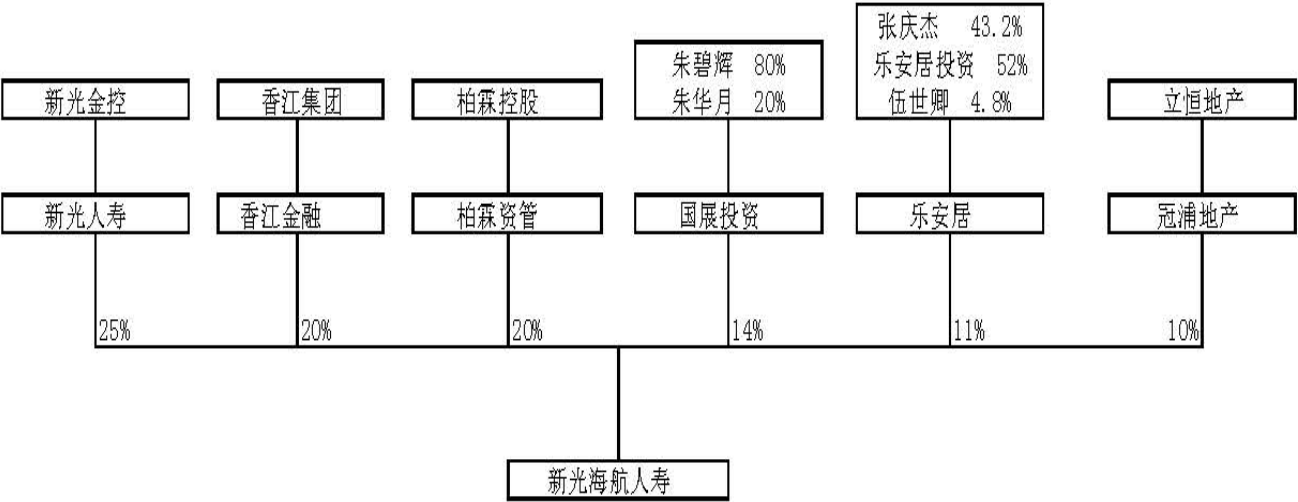 张庆杰 43.2%
乐安居投资 52%
伍世卿 4.8%
朱碧辉 80%
朱华月 20%
新光金控
香江集团
柏霖控股
立恒地产
新光人寿
香江金融
柏霖资管
国展投资
乐安居
冠浦地产
25%
20%
20%
14%
11%
10%
新光海航人寿